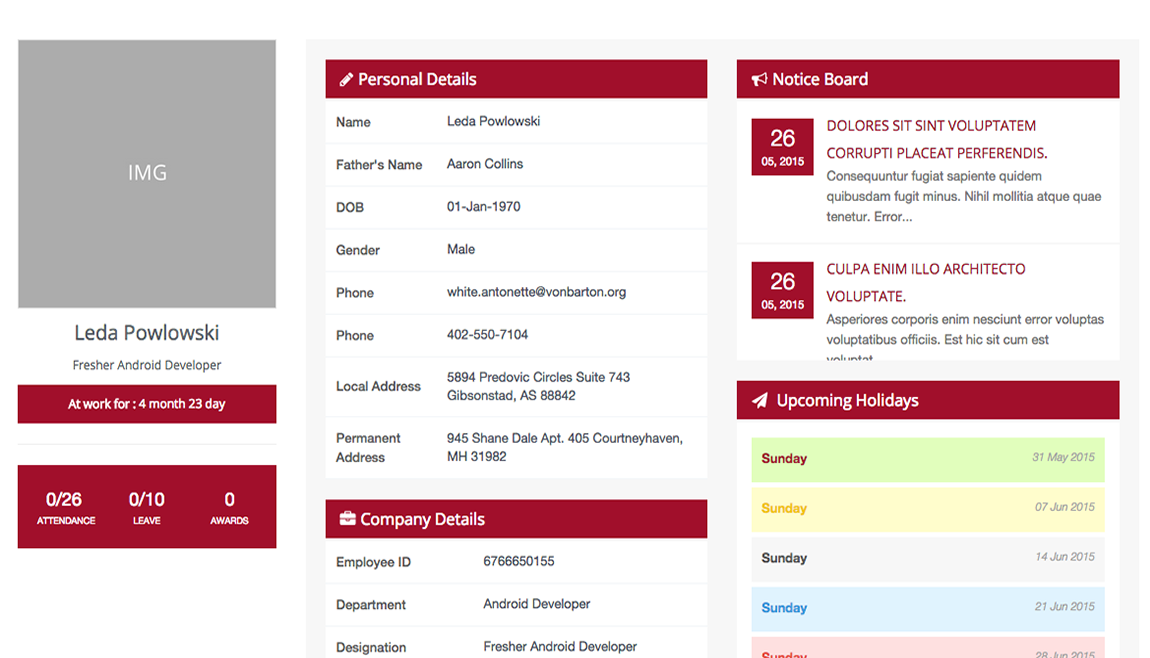 IMG
Leda Powlowski
Fresher Android Developer
At work for : 4 month 23 day
0/26 0/10 0
ATTENDANCE LEAVE AWARDS
Personal Details
Name Leda Powlowski
Father's Name Aaron Collins
DOB 01-Jan-1970
Gender Male
Phone white.antonette@vonbarton.org
Phone 402-550-7104
Local Address 5894 Predovic Circles Suite 743
Gibsonstad, AS 88842
Permanent Address 945 Shane Dale Apt. 405 Courtneyhaven,
MH 31982
Company Details
Employee ID 6766650155
Department Android Developer
Designation Fresher Android Developer
Notice Board
26
05, 2015
DOLORES SIT SINT VOLUPTATEM
CORRUPTI PLACEAT PERFERENDIS.
Consequuntur fugiat sapiente quidem
quibusdam fugit minus. Nihil mollitia atque quae
tenetur. Error...
26
05, 2015
CULPA ENIM ILLO ARCHITECTO
VOLUPTATE.
Asperiores corporis enim nesciunt error voluptas
voluptatibus officiis. Est hic sit cum est
voluptat
Upcoming Holidays
Sunday 31 May 2015
Sunday 07 Jun 2015
Sunday 14 Jun 2015
Sunday 21 Jun 2015
Sunday 28 Jun 2015